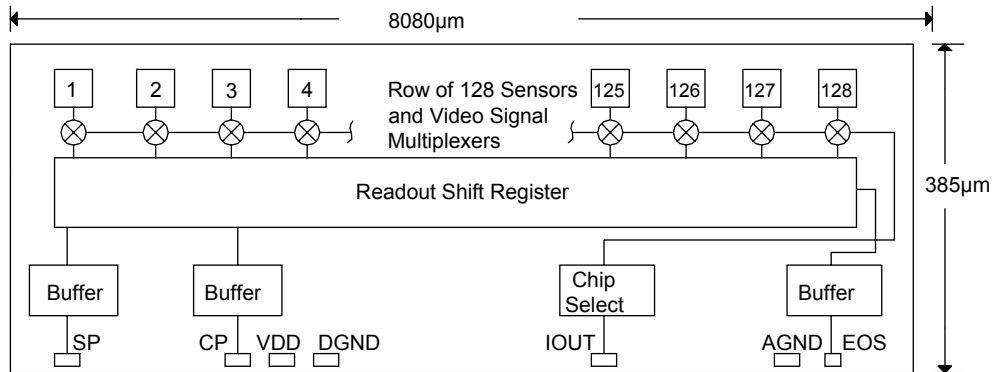 8080µm
1 2 3 4 Row of 128 Sensors 125 126 127 128
and Video Signal
Multiplexers
Readout Shift Register
385µm
Buffer Buffer Chip Buffer
Select
SP CP VDD DGND IOUT AGND EOS